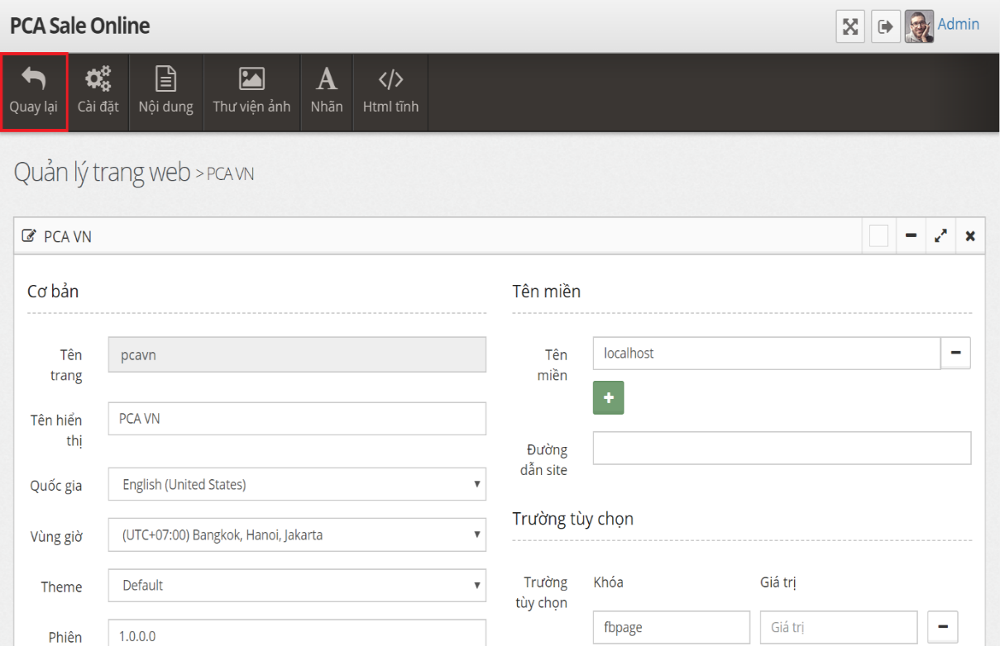 PCA Sale Online
Admin
Quay lại
Cài đặt
Nội dung
Thư viện ảnh
Nhãn
Html tĩnh
Quản lý trang web > PCA VN
PCA VN
Cơ bản
Tên trang
pcavn
Tên hiển thị
PCA VN
Quốc gia
English (United States)
Vùng giờ
(UTC+07:00) Bangkok, Hanoi, Jakarta
Theme
Default
Phiên
1.0.0.0
Tên miền
Tên miền
localhost
Đường dẫn site
Trường tùy chọn
Trường tùy chọn
Khóa
Giá trị
fbpage
Giá trị